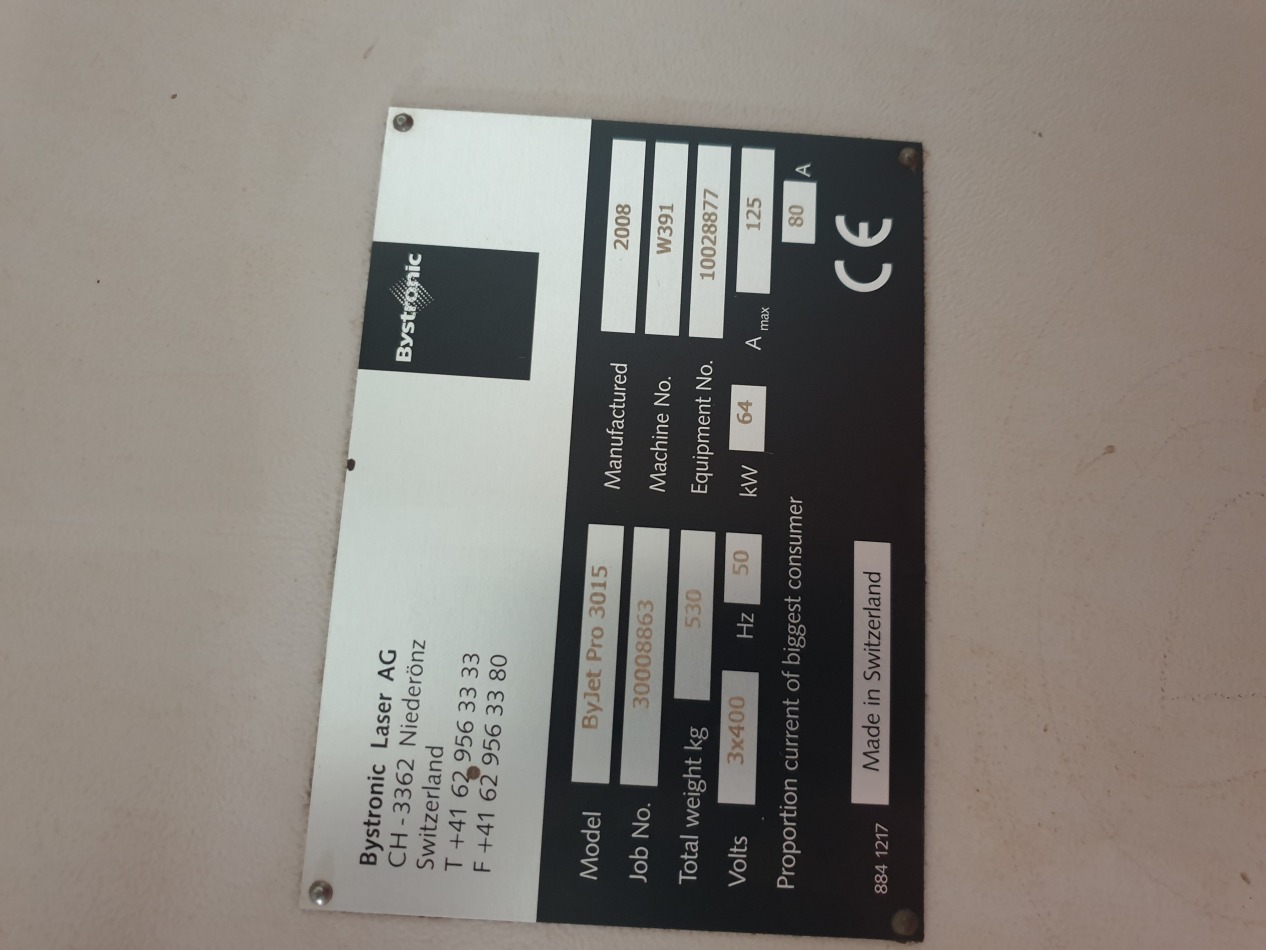 Bystronic
Bystronic Laser AG
CH - 3362 Niederönz
Switzerland
T +41 62 956 33 33
F +41 62 956 33 80
Model ByJet Pro 3015 Manufactured 2008
Job No. 30008863 Machine No. W391
Total weight kg 530 Equipment No. 10028877
Volts 3x400 Hz 50 kW 64 A max 125
Proportion current of biggest consumer 80 A
Made in Switzerland CE
884 1217